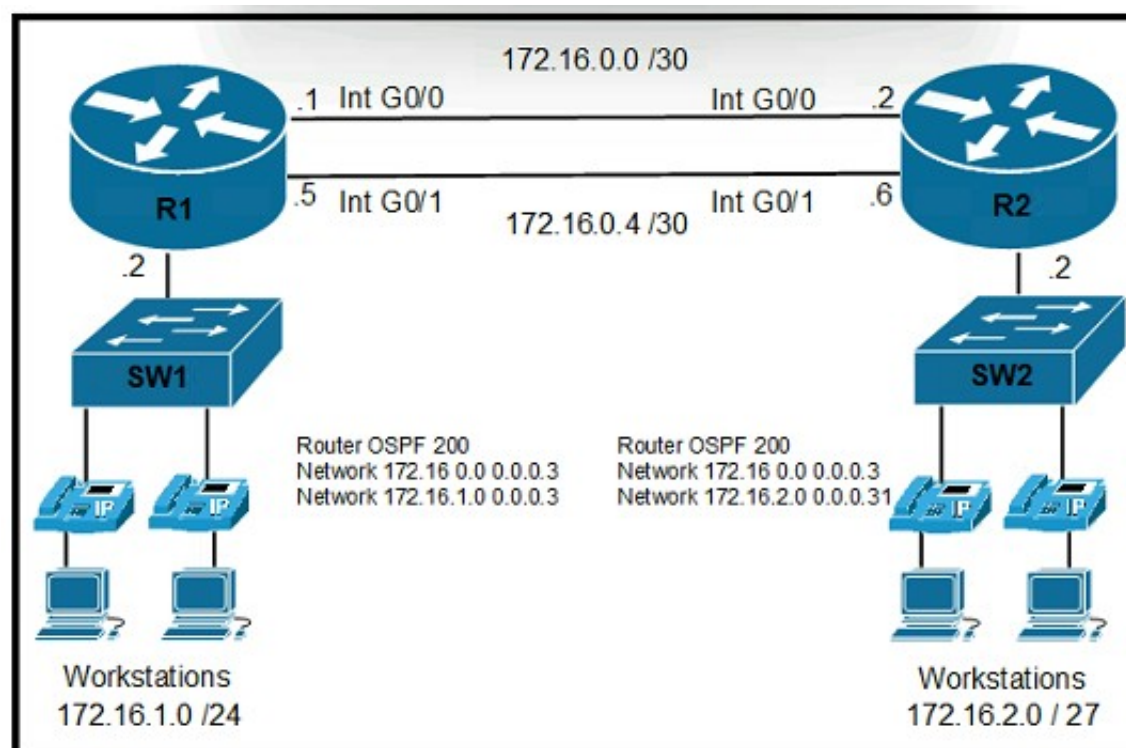 172.16.0.0 /30
.1 Int G0/0
Int G0/0 .2
.5 Int G0/1
Int G0/1 .6
172.16.0.4 /30
R1
R2
.2
.2
SW1
SW2
Router OSPF 200
Network 172.16 0.0 0.0.0.3
Network 172.16.1.0 0.0.0.3
Router OSPF 200
Network 172.16 0.0 0.0.0.3
Network 172.16.2.0 0.0.0.31
IP
IP
IP
IP
Workstations
172.16.1.0 /24
Workstations
172.16.2.0 / 27